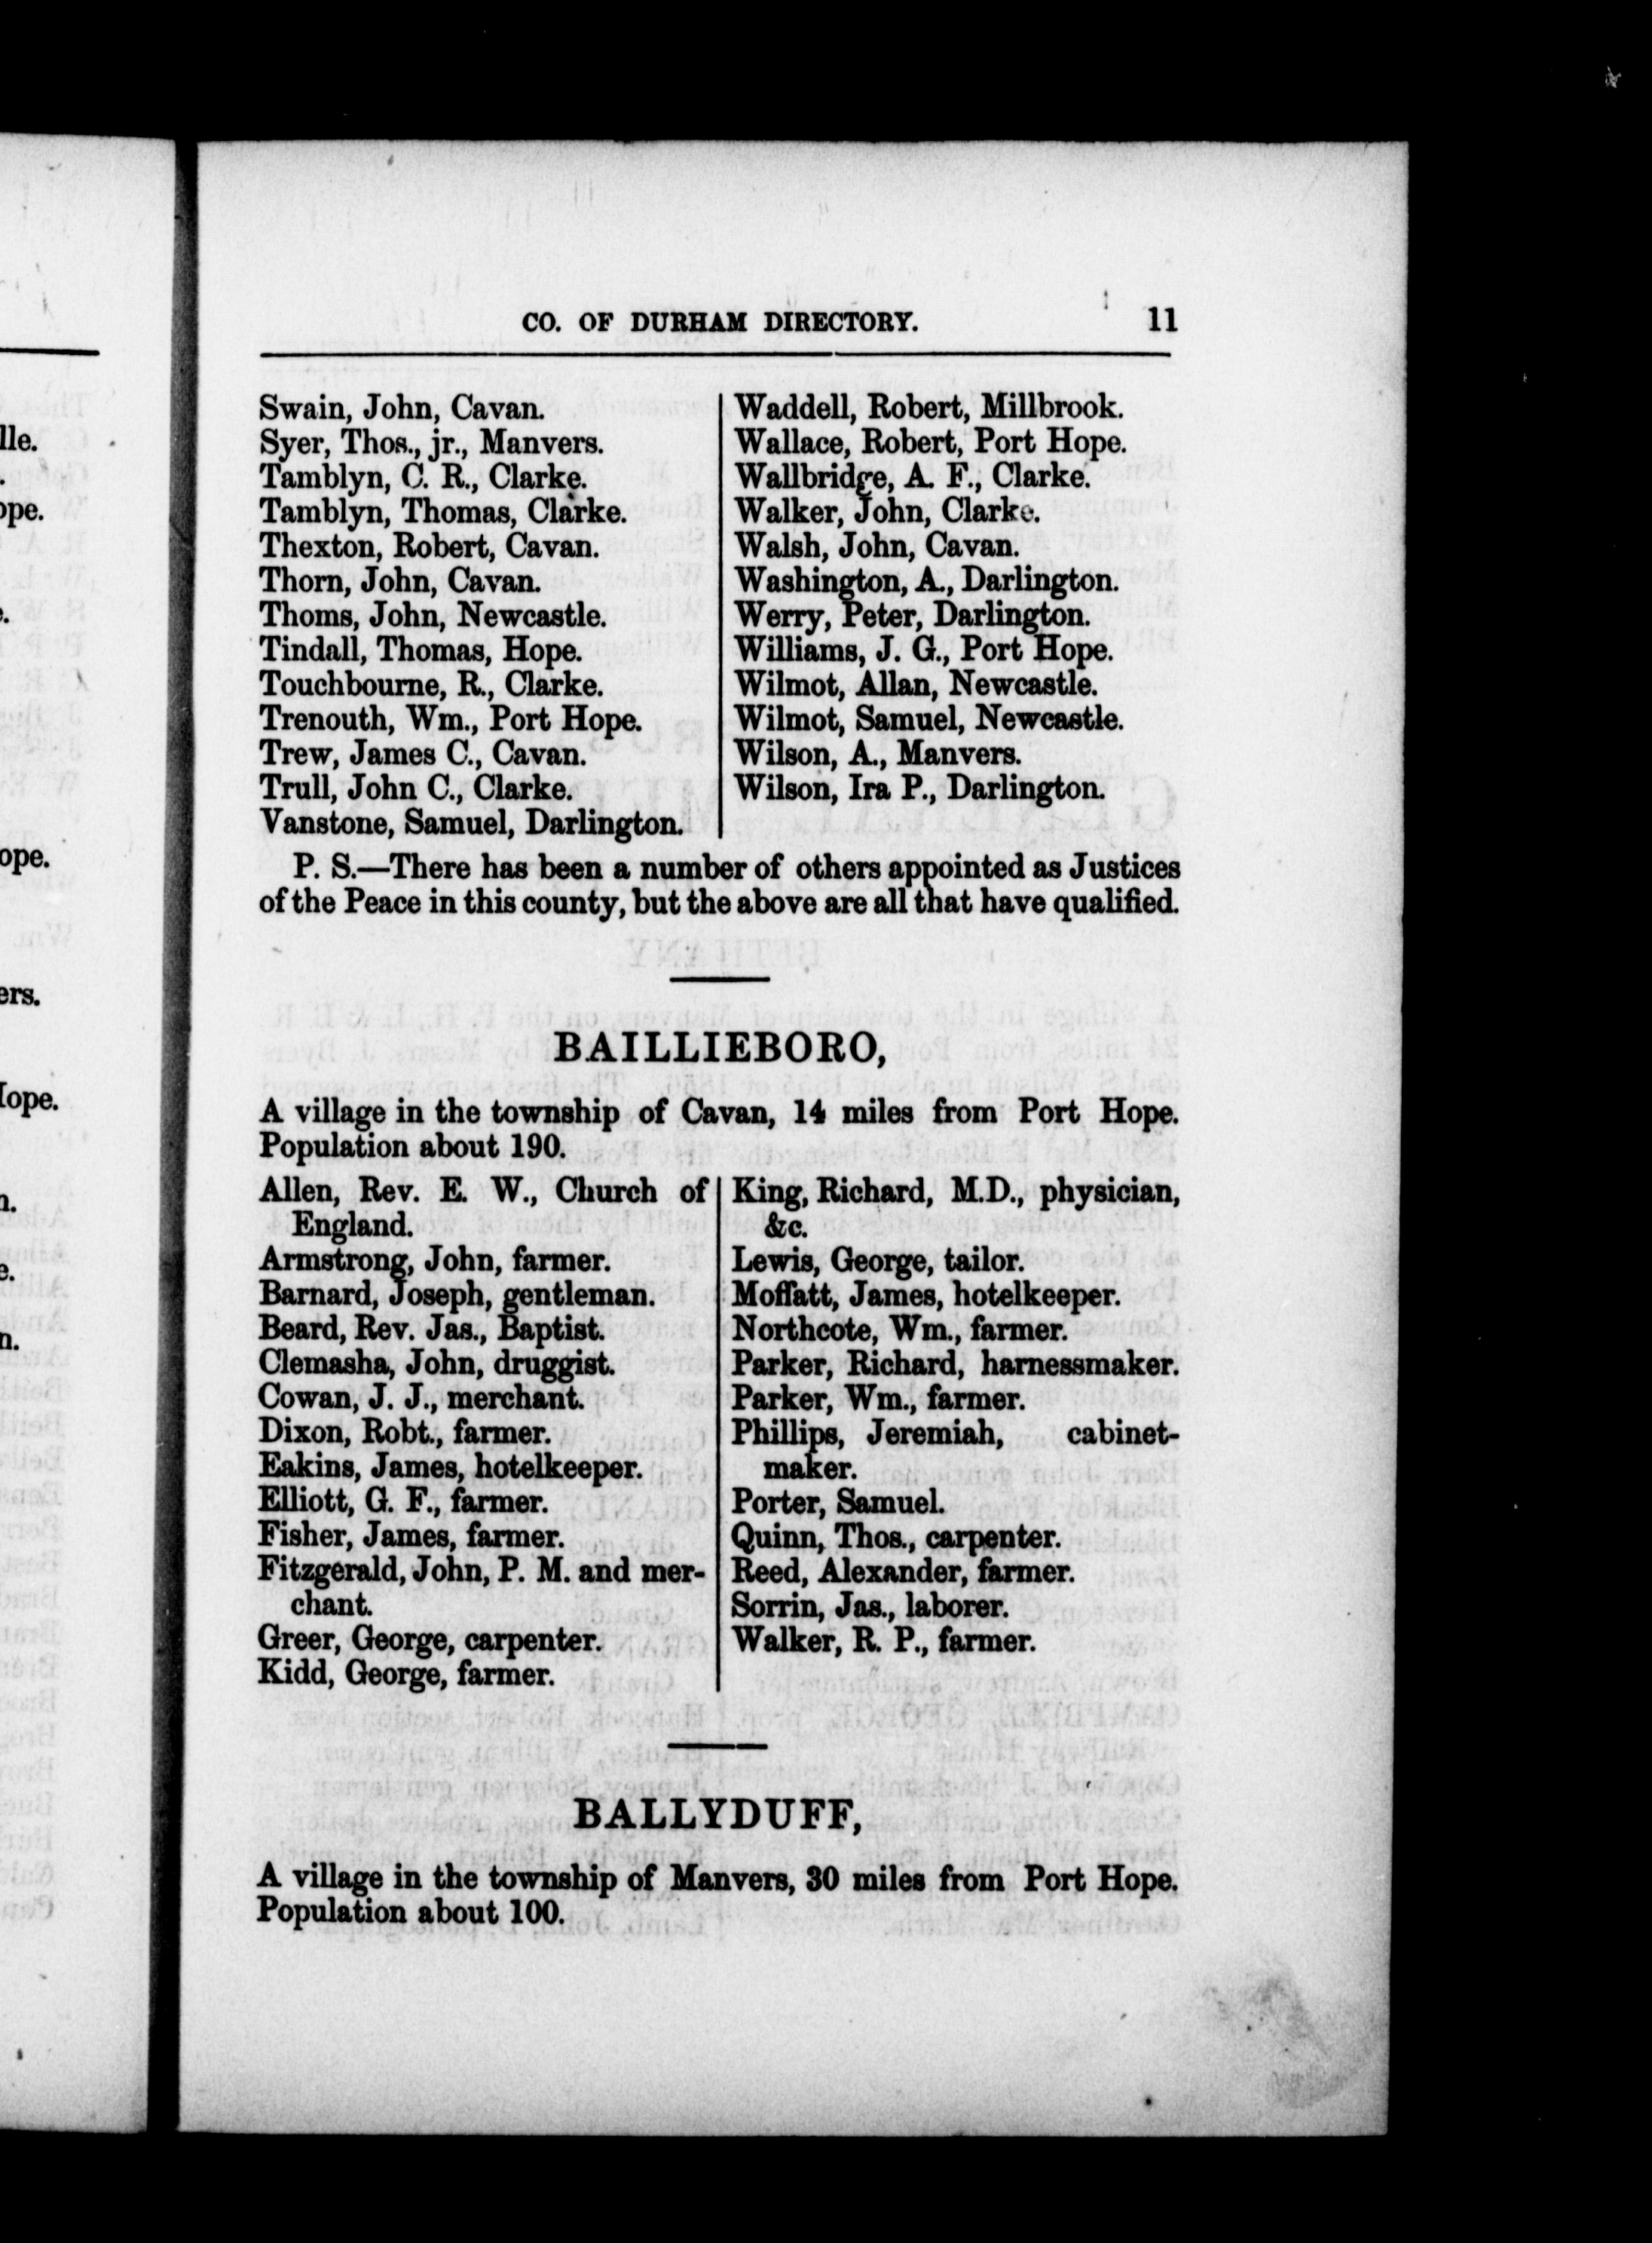 CO. OF DURHAM DIRECTORY. 11
Swain, John, Cavan.
Syer, Thos., jr., Manvers.
Tamblyn, C. R., Clarke.
Tamblyn, Thomas, Clarke.
Thexton, Robert, Cavan.
Thorn, John, Cavan.
Thoms, John, Newcastle.
Tindall, Thomas, Hope.
Touchbourne, R., Clarke.
Trenouth, Wm., Port Hope.
Trew, James C., Cavan.
Trull, John C., Clarke.
Vanstone, Samuel, Darlington.
Waddell, Robert, Millbrook.
Wallace, Robert, Port Hope.
Wallbridge, A. F., Clarke.
Walker, John, Clarke.
Walsh, John, Cavan.
Washington, A., Darlington.
Werry, Peter, Darlington.
Williams, J. G., Port Hope.
Wilmot, Allan, Newcastle.
Wilmot, Samuel, Newcastle.
Wilson, A., Manvers.
Wilson, Ira P., Darlington.
P. S.—There has been a number of others appointed as Justices
of the Peace in this county, but the above are all that have qualified.
BAILLIEBORO,
A village in the township of Cavan, 14 miles from Port Hope.
Population about 190.
Allen, Rev. E. W., Church of
England.
Armstrong, John, farmer.
Barnard, Joseph, gentleman.
Beard, Rev. Jas., Baptist.
Clemasha, John, druggist.
Cowan, J. J., merchant.
Dixon, Robt., farmer.
Eakins, James, hotelkeeper.
Elliott, G. F., farmer.
Fisher, James, farmer.
Fitzgerald, John, P. M. and mer-
chant.
Greer, George, carpenter.
Kidd, George, farmer.
King, Richard, M.D., physician,
&c.
Lewis, George, tailor.
Moffatt, James, hotelkeeper.
Northcote, Wm., farmer.
Parker, Richard, harnessmaker.
Parker, Wm., farmer.
Phillips, Jeremiah, cabinet-
maker.
Porter, Samuel.
Quinn, Thos., carpenter.
Reed, Alexander, farmer.
Sorrin, Jas., laborer.
Walker, R. P., farmer.
BALLYDUFF,
A village in the township of Manvers, 30 miles from Port Hope.
Population about 100.